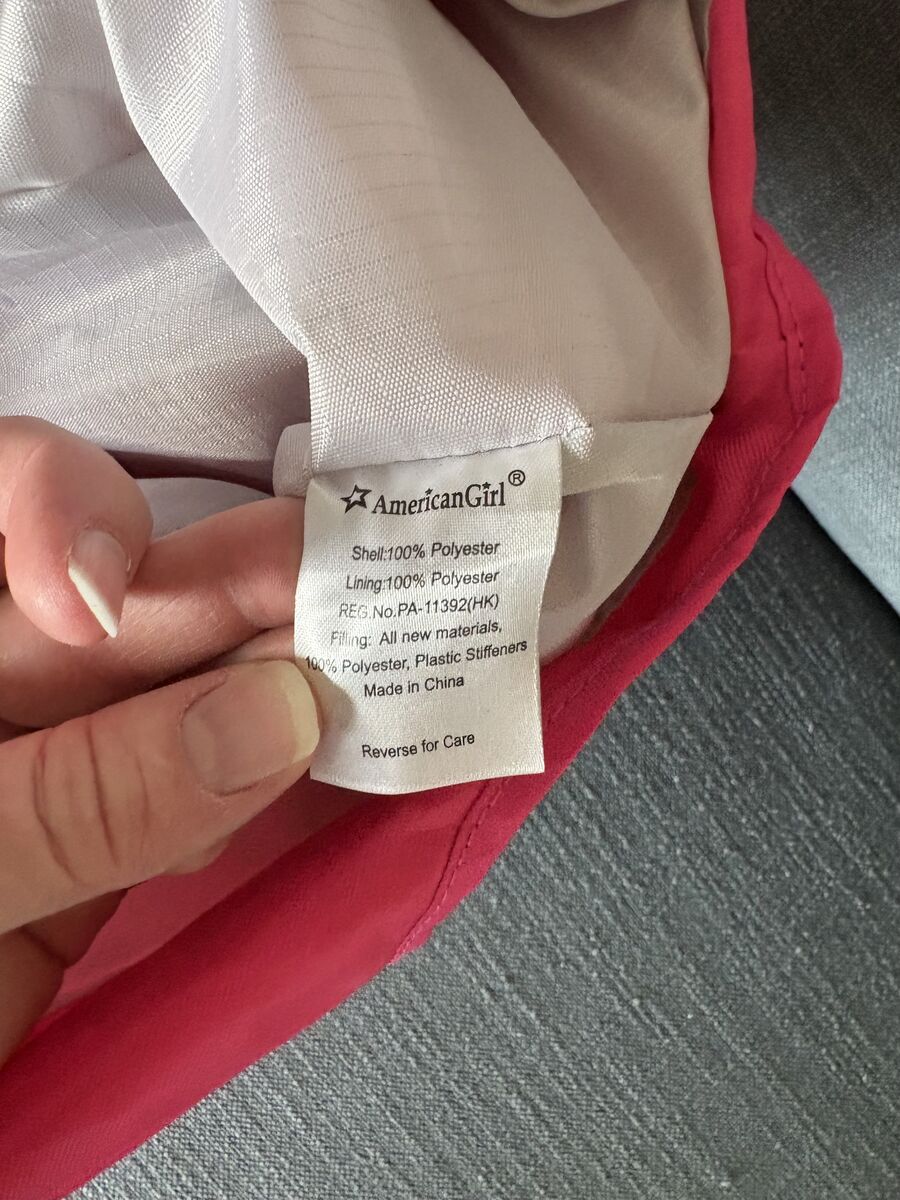 AmericanGirl®
Shell:100% Polyester
Lining:100% Polyester
REG.No.PA-11392(HK)
Filling: All new materials,
100% Polyester, Plastic Stiffeners
Made in China
Reverse for Care